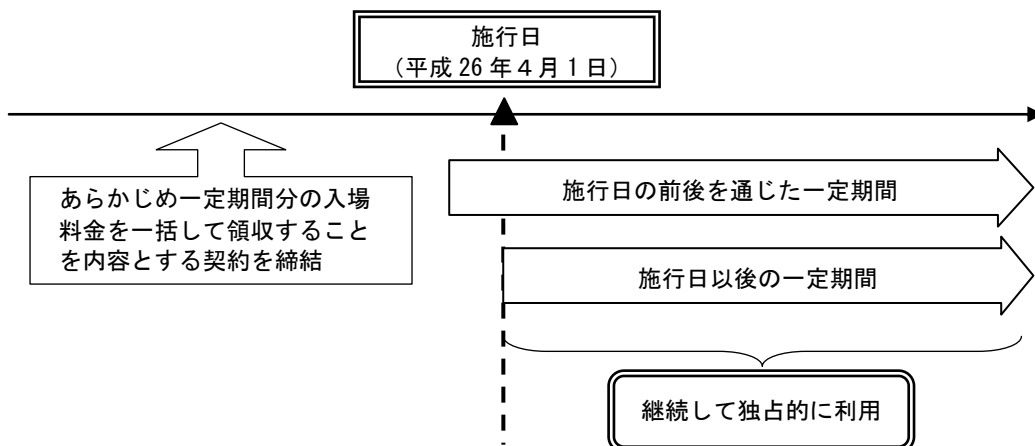 施行日
（平成 26 年４月１日）
あらかじめ一定期間分の入場
料金を一括して領収すること
を内容とする契約を締結
施行日の前後を通じた一定期間
施行日以後の一定期間
継続して独占的に利用